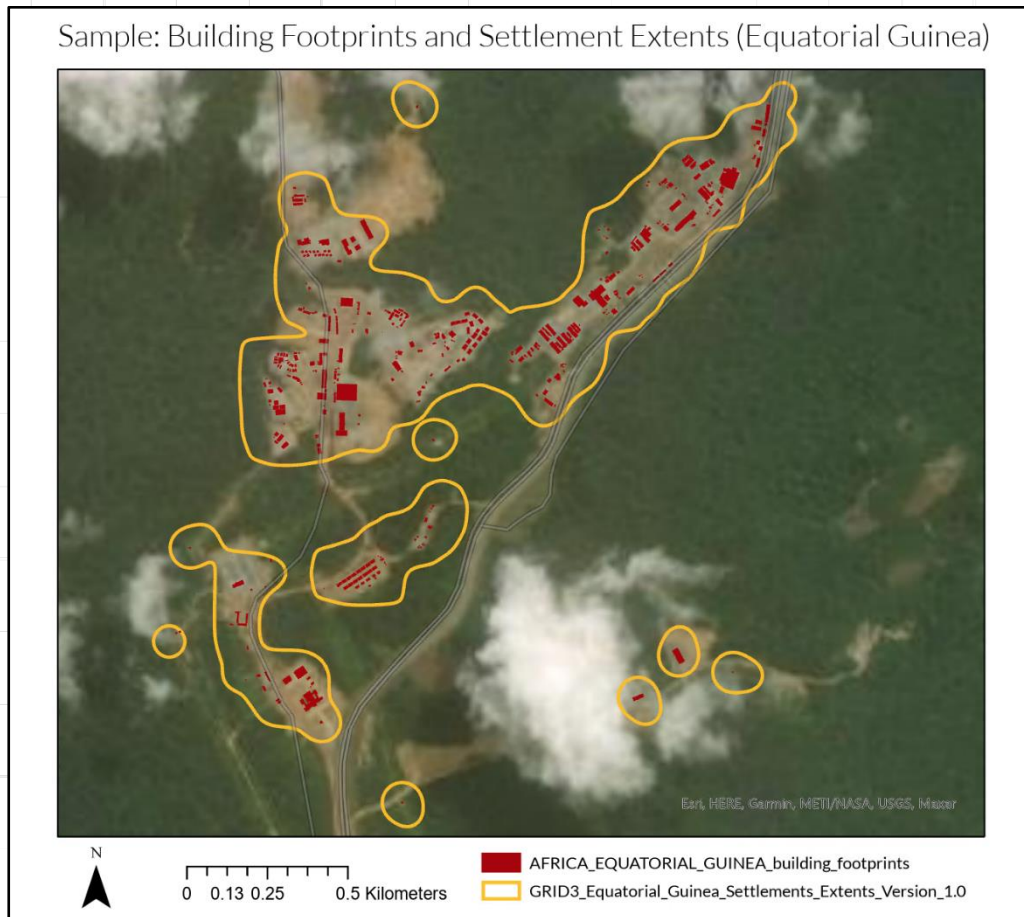 Sample: Building Footprints and Settlement Extents (Equatorial Guinea)
Esri, HERE, Garmin, METI/NASA, USGS, Maxar
N
0 0.13 0.25 0.5 Kilometers
AFRICA_EQUATORIAL_GUINEA_building_footprints
GRID3_Equatorial_Guinea_Settlements_Extents_Version_1.0